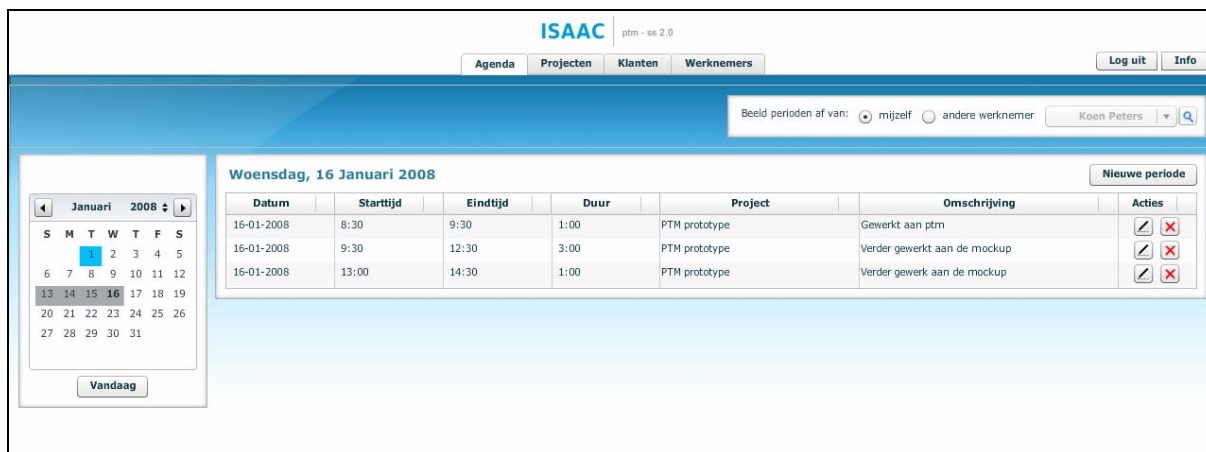 ISAAC ptm - ss 2.0
Agenda Projecten Klanten Werknemers Log uit Info
Beeld perioden af van: mijzelf andere werknemer Koen Peters
Woensdag, 16 Januari 2008 Nieuwe periode
Januari 2008
S M T W T F S
1 2 3 4 5
6 7 8 9 10 11 12
13 14 15 16 17 18 19
20 21 22 23 24 25 26
27 28 29 30 31
Vandaag
Datum Starttijd Eindtijd Duur Project Omschrijving Acties
16-01-2008 8:30 9:30 1:00 PTM prototype Gewerkt aan ptm
16-01-2008 9:30 12:30 3:00 PTM prototype Verder gewerkt aan de mockup
16-01-2008 13:00 14:30 1:00 PTM prototype Verder gewerk aan de mockup